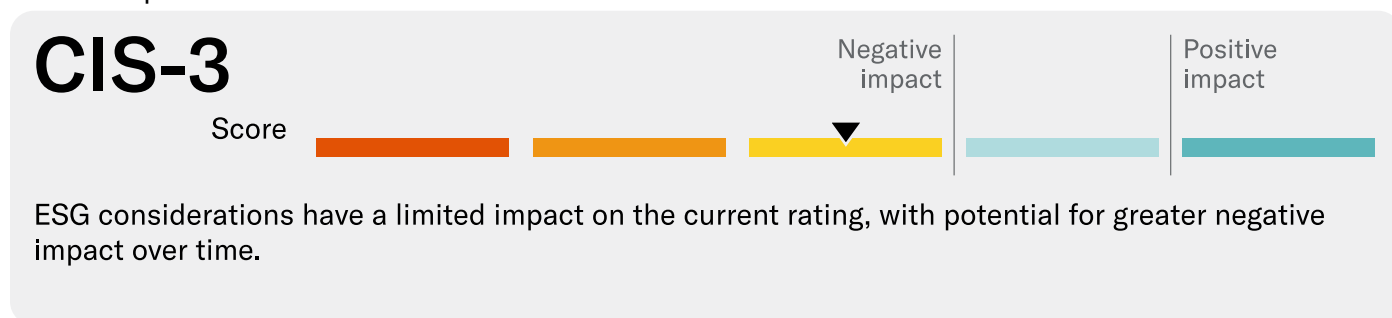 CIS-3
Negative
impact
Positive
impact
Score
ESG considerations have a limited impact on the current rating, with potential for greater negative
impact over time.